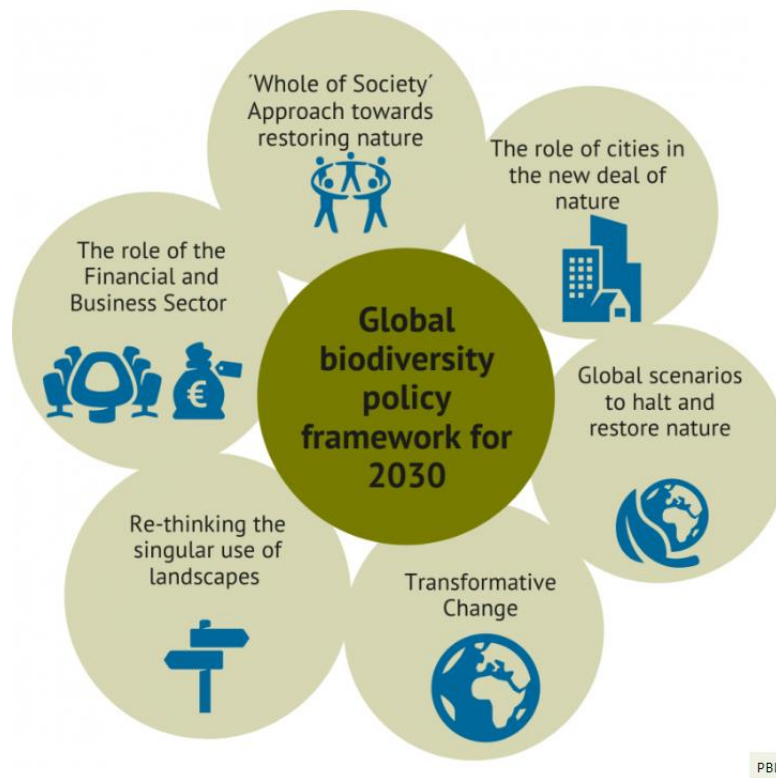 ´Whole of Society´
Approach towards
restoring nature
The role of cities in
the new deal of
nature
The role of the
Financial and
Business Sector
Global
biodiversity
policy
framework for
2030
Global scenarios
to halt and
restore nature
Re-thinking the
singular use of
landscapes
Transformative
Change
€